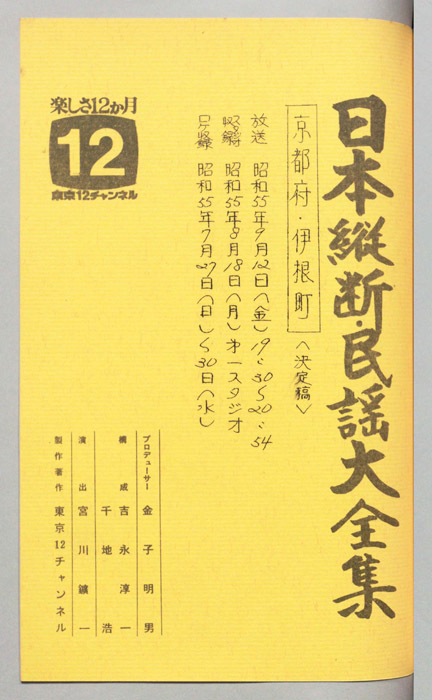 日本縦断・民謡大全集
京都府・伊根町
〈決定稿〉
放送 昭和55年9月12日(金)19:30〜20:54
収録 昭和55年8月18日(月)第一スタジオ
ロケ収録 昭和55年7月27日(日)〜30日(水)
楽しさ12か月
12
東京12チャンネル
プロデューサー 金子明男
構成 吉永淳一
千地浩
演出 宮川鑛一
製作著作 東京12チャンネル